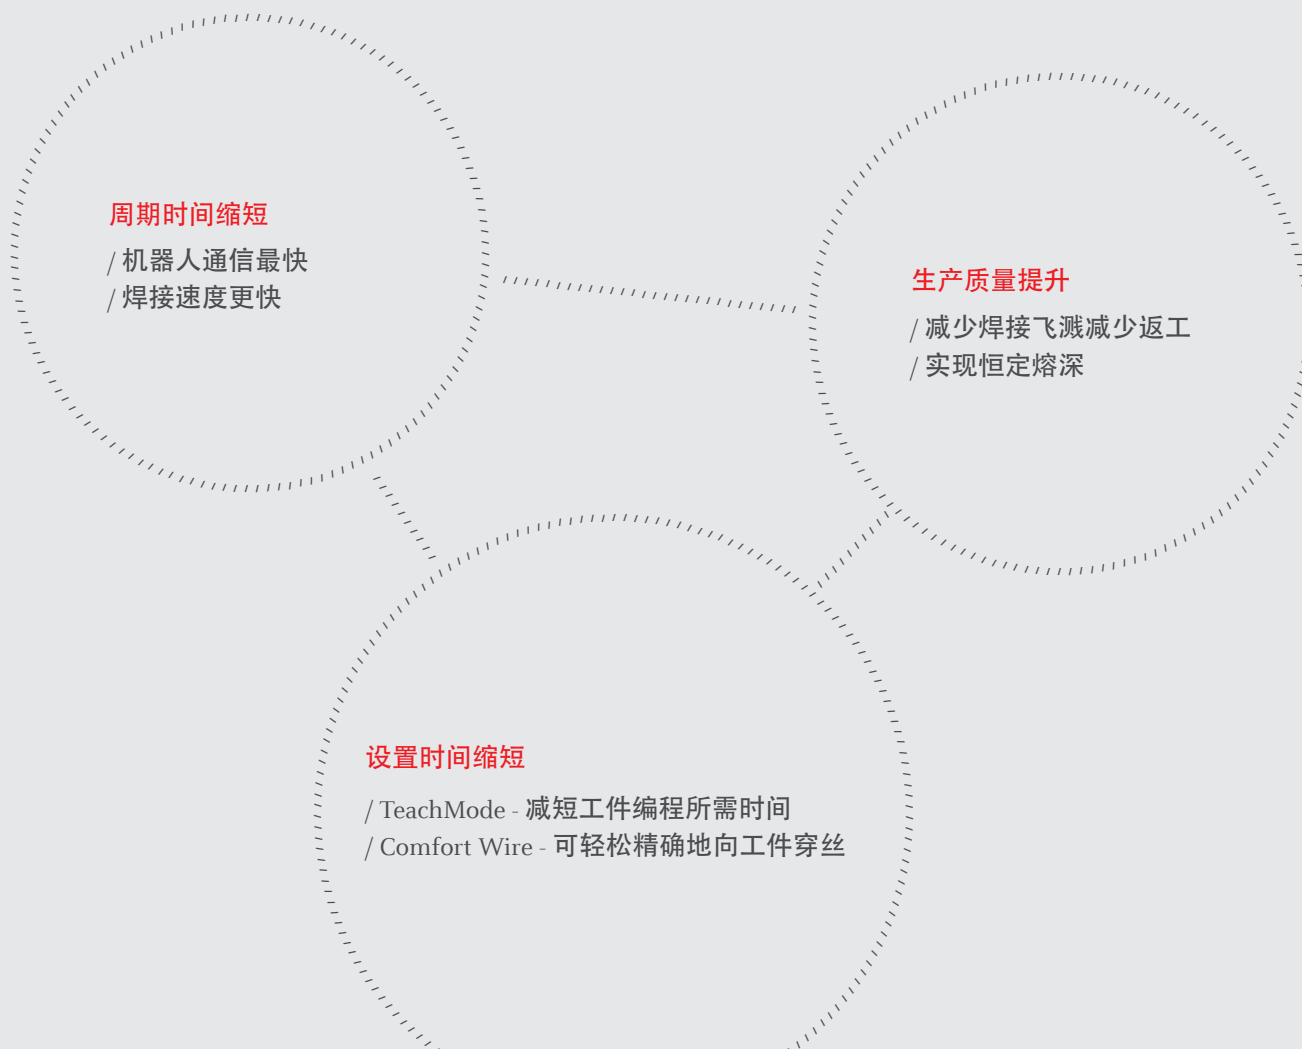 周期时间缩短
/ 机器人通信最快
/ 焊接速度更快
生产质量提升
/ 减少焊接飞溅减少返工
/ 实现恒定熔深
设置时间缩短
/ TeachMode - 减短工件编程所需时间
/ Comfort Wire - 可轻松精确地向工件穿丝